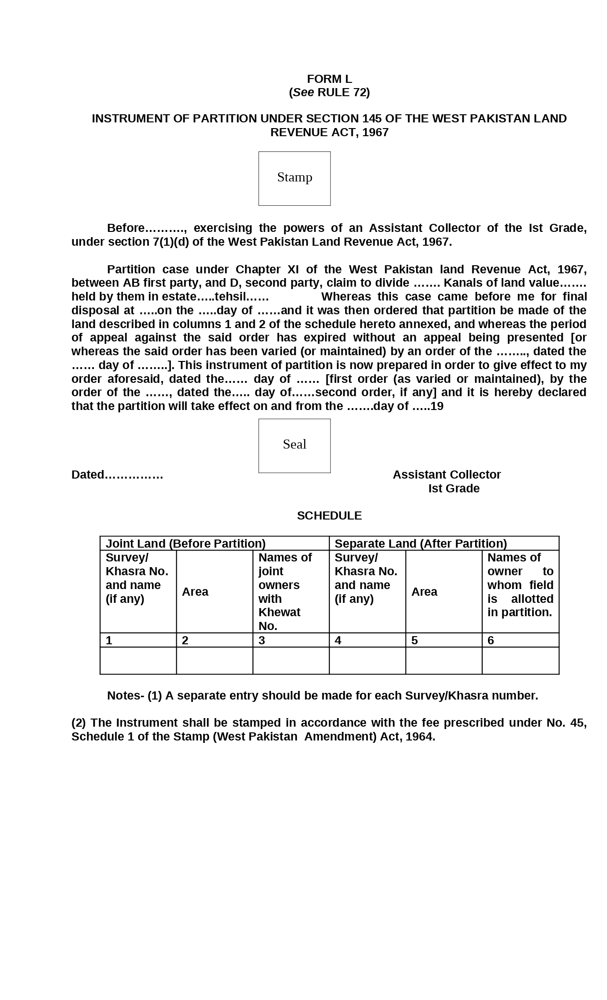 FORM L
(See RULE 72)
INSTRUMENT OF PARTITION UNDER SECTION 145 OF THE WEST PAKISTAN LAND
REVENUE ACT, 1967
Stamp
Before………., exercising the powers of an Assistant Collector of the Ist Grade,
under section 7(1)(d) of the West Pakistan Land Revenue Act, 1967.
Partition case under Chapter XI of the West Pakistan land Revenue Act, 1967,
between AB first party, and D, second party, claim to divide ……. Kanals of land value…….
held by them in estate…..tehsil…… Whereas this case came before me for final
disposal at …..on the …..day of ……and it was then ordered that partition be made of the
land described in columns 1 and 2 of the schedule hereto annexed, and whereas the period
of appeal against the said order has expired without an appeal being presented [or
whereas the said order has been varied (or maintained) by an order of the …….., dated the
…… day of ……..]. This instrument of partition is now prepared in order to give effect to my
order aforesaid, dated the…… day of …… [first order (as varied or maintained), by the
order of the ……, dated the….. day of……second order, if any] and it is hereby declared
that the partition will take effect on and from the …….day of …..19
Seal
Dated…………… Assistant Collector
Ist Grade
SCHEDULE
Joint Land (Before Partition) Separate Land (After Partition)
Survey/ Names of Survey/ Names of
Khasra No. joint Khasra No. owner to
and name owners and name whom field
Area Area
(if any) with (if any) is allotted
Khewat in partition.
No.
1 2 3 4 5 6
Notes- (1) A separate entry should be made for each Survey/Khasra number.
(2) The Instrument shall be stamped in accordance with the fee prescribed under No. 45,
Schedule 1 of the Stamp (West Pakistan Amendment) Act, 1964.